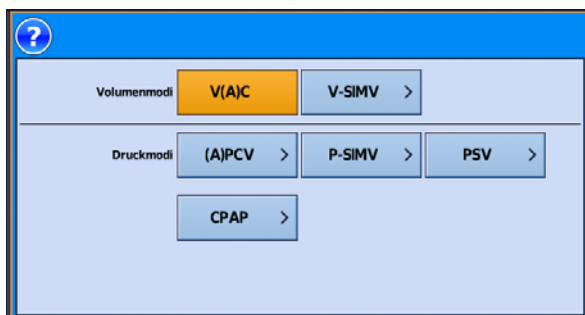 ?
Volumenmodi V(A)C V-SIMV >
Druckmodi (A)PCV > P-SIMV > PSV >
CPAP >